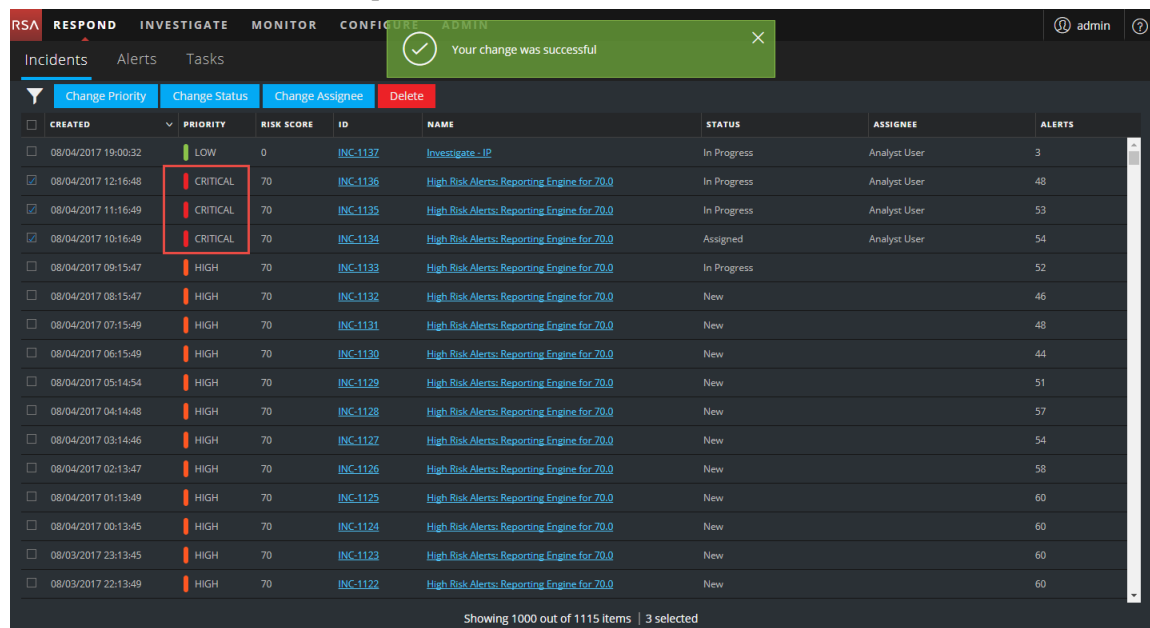 RSA RESPOND INVESTIGATE MONITOR CONFIGURE ADMIN admin ?
Your change was successful
Incidents Alerts Tasks
Change Priority Change Status Change Assignee Delete
CREATED PRIORITY RISK SCORE ID NAME STATUS ASSIGNEE ALERTS
08/04/2017 19:00:32 LOW 0 INC-1137 Investigate - IP In Progress Analyst User 3
08/04/2017 12:16:48 CRITICAL 70 INC-1136 High Risk Alerts: Reporting Engine for 70.0 In Progress Analyst User 48
08/04/2017 11:16:49 CRITICAL 70 INC-1135 High Risk Alerts: Reporting Engine for 70.0 In Progress Analyst User 53
08/04/2017 10:16:49 CRITICAL 70 INC-1134 High Risk Alerts: Reporting Engine for 70.0 Assigned Analyst User 54
08/04/2017 09:15:47 HIGH 70 INC-1133 High Risk Alerts: Reporting Engine for 70.0 In Progress 52
08/04/2017 08:15:47 HIGH 70 INC-1132 High Risk Alerts: Reporting Engine for 70.0 New 46
08/04/2017 07:15:49 HIGH 70 INC-1131 High Risk Alerts: Reporting Engine for 70.0 New 48
08/04/2017 06:15:49 HIGH 70 INC-1130 High Risk Alerts: Reporting Engine for 70.0 New 44
08/04/2017 05:14:54 HIGH 70 INC-1129 High Risk Alerts: Reporting Engine for 70.0 New 51
08/04/2017 04:14:48 HIGH 70 INC-1128 High Risk Alerts: Reporting Engine for 70.0 New 57
08/04/2017 03:14:46 HIGH 70 INC-1127 High Risk Alerts: Reporting Engine for 70.0 New 54
08/04/2017 02:13:47 HIGH 70 INC-1126 High Risk Alerts: Reporting Engine for 70.0 New 58
08/04/2017 01:13:49 HIGH 70 INC-1125 High Risk Alerts: Reporting Engine for 70.0 New 60
08/04/2017 00:13:45 HIGH 70 INC-1124 High Risk Alerts: Reporting Engine for 70.0 New 60
08/03/2017 23:13:45 HIGH 70 INC-1123 High Risk Alerts: Reporting Engine for 70.0 New 60
08/03/2017 22:13:49 HIGH 70 INC-1122 High Risk Alerts: Reporting Engine for 70.0 New 60
Showing 1000 out of 1115 items | 3 selected